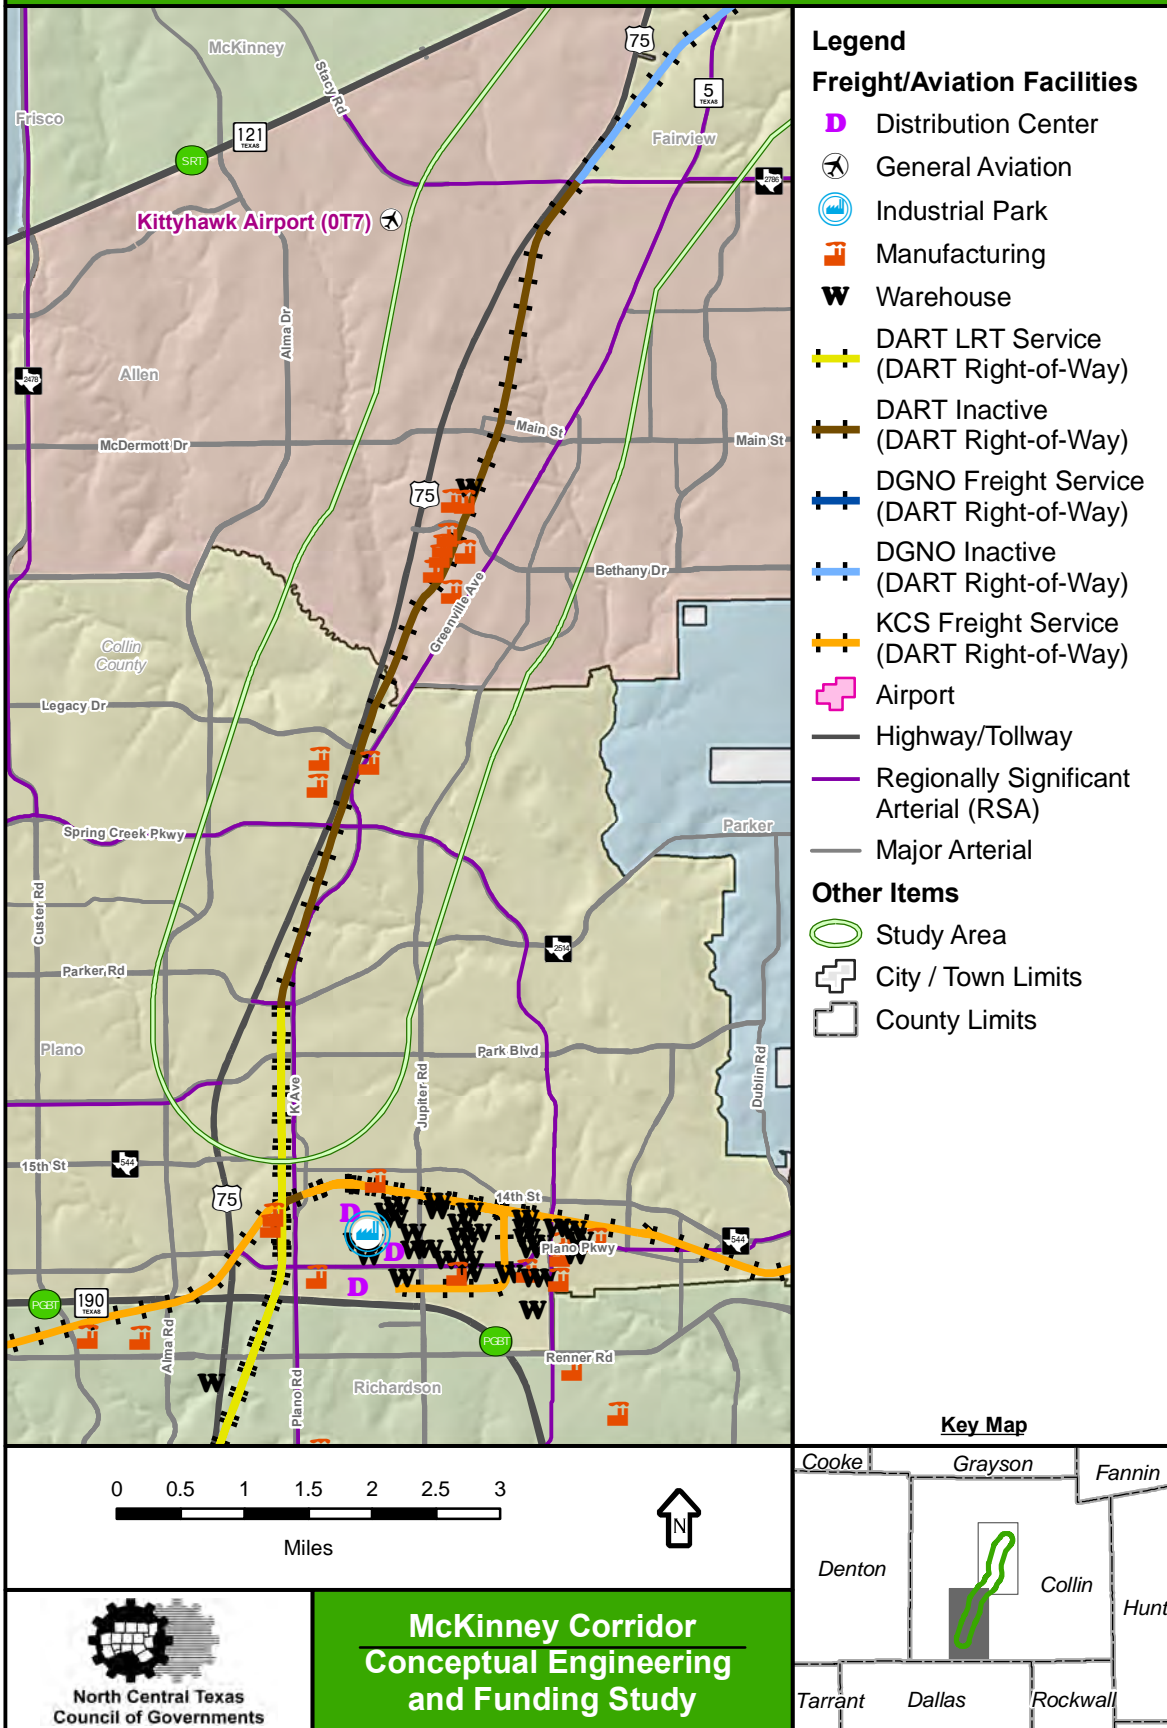 McKinney
Frisco
Stacy Rd
75
5
TEXAS
Fairview
121
TEXAS
SRT
2786
Kittyhawk Airport (0T7)
Alma Dr
2478
Allen
McDermott Dr
Main St
Main St
75
Bethany Dr
Greenville Ave
Collin
County
Legacy Dr
Spring Creek Pkwy
Parker
Custer Rd
2514
Parker Rd
Plano
Park Blvd
K Ave
Jupiter Rd
Dublin Rd
15th St
544
75
14th St
D
W
Plano Pkwy
544
D
D
PGBT
190
TEXAS
PGBT
Alma Rd
Renner Rd
W
Plano Rd
Richardson
Legend
Freight/Aviation Facilities
D Distribution Center
General Aviation
Industrial Park
Manufacturing
W Warehouse
DART LRT Service
(DART Right-of-Way)
DART Inactive
(DART Right-of-Way)
DGNO Freight Service
(DART Right-of-Way)
DGNO Inactive
(DART Right-of-Way)
KCS Freight Service
(DART Right-of-Way)
Airport
Highway/Tollway
Regionally Significant
Arterial (RSA)
Major Arterial
Other Items
Study Area
City / Town Limits
County Limits
Key Map
Cooke
Grayson
Fannin
Denton
Collin
Hunt
Tarrant
Dallas
Rockwall
0 0.5 1 1.5 2 2.5 3
Miles
N
North Central Texas
Council of Governments
McKinney Corridor
Conceptual Engineering
and Funding Study